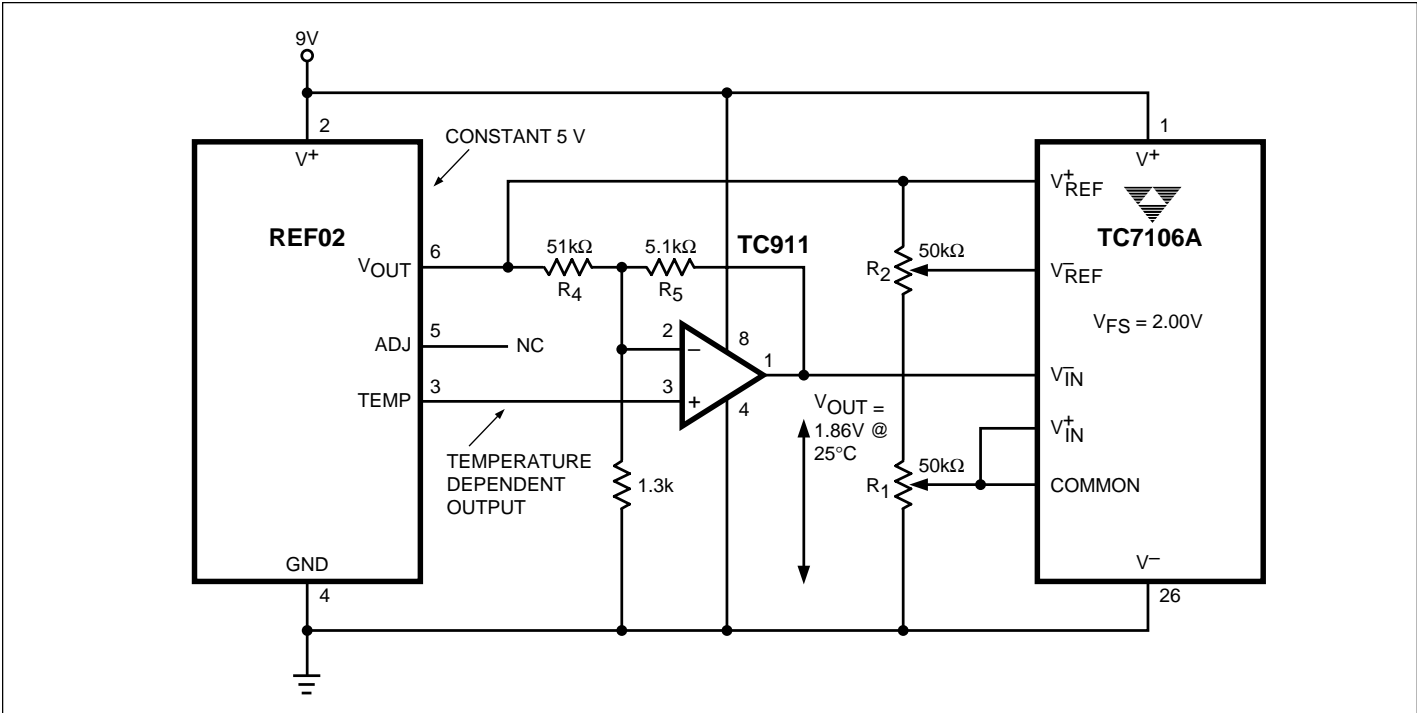 9V
2
V+
CONSTANT 5 V
REF02
6
VOUT
51kΩ
R4
5.1kΩ
R5
TC911
ADJ
5
NC
TEMP
3
2
–
3
+
8
1
4
TEMPERATURE
DEPENDENT
OUTPUT
1.3k
VOUT =
1.86V @
25°C
GND
4
50kΩ
R2
50kΩ
R1
1
V+
V+REF
TC7106A
V–REF
VFS = 2.00V
V–IN
V+IN
COMMON
V–
26